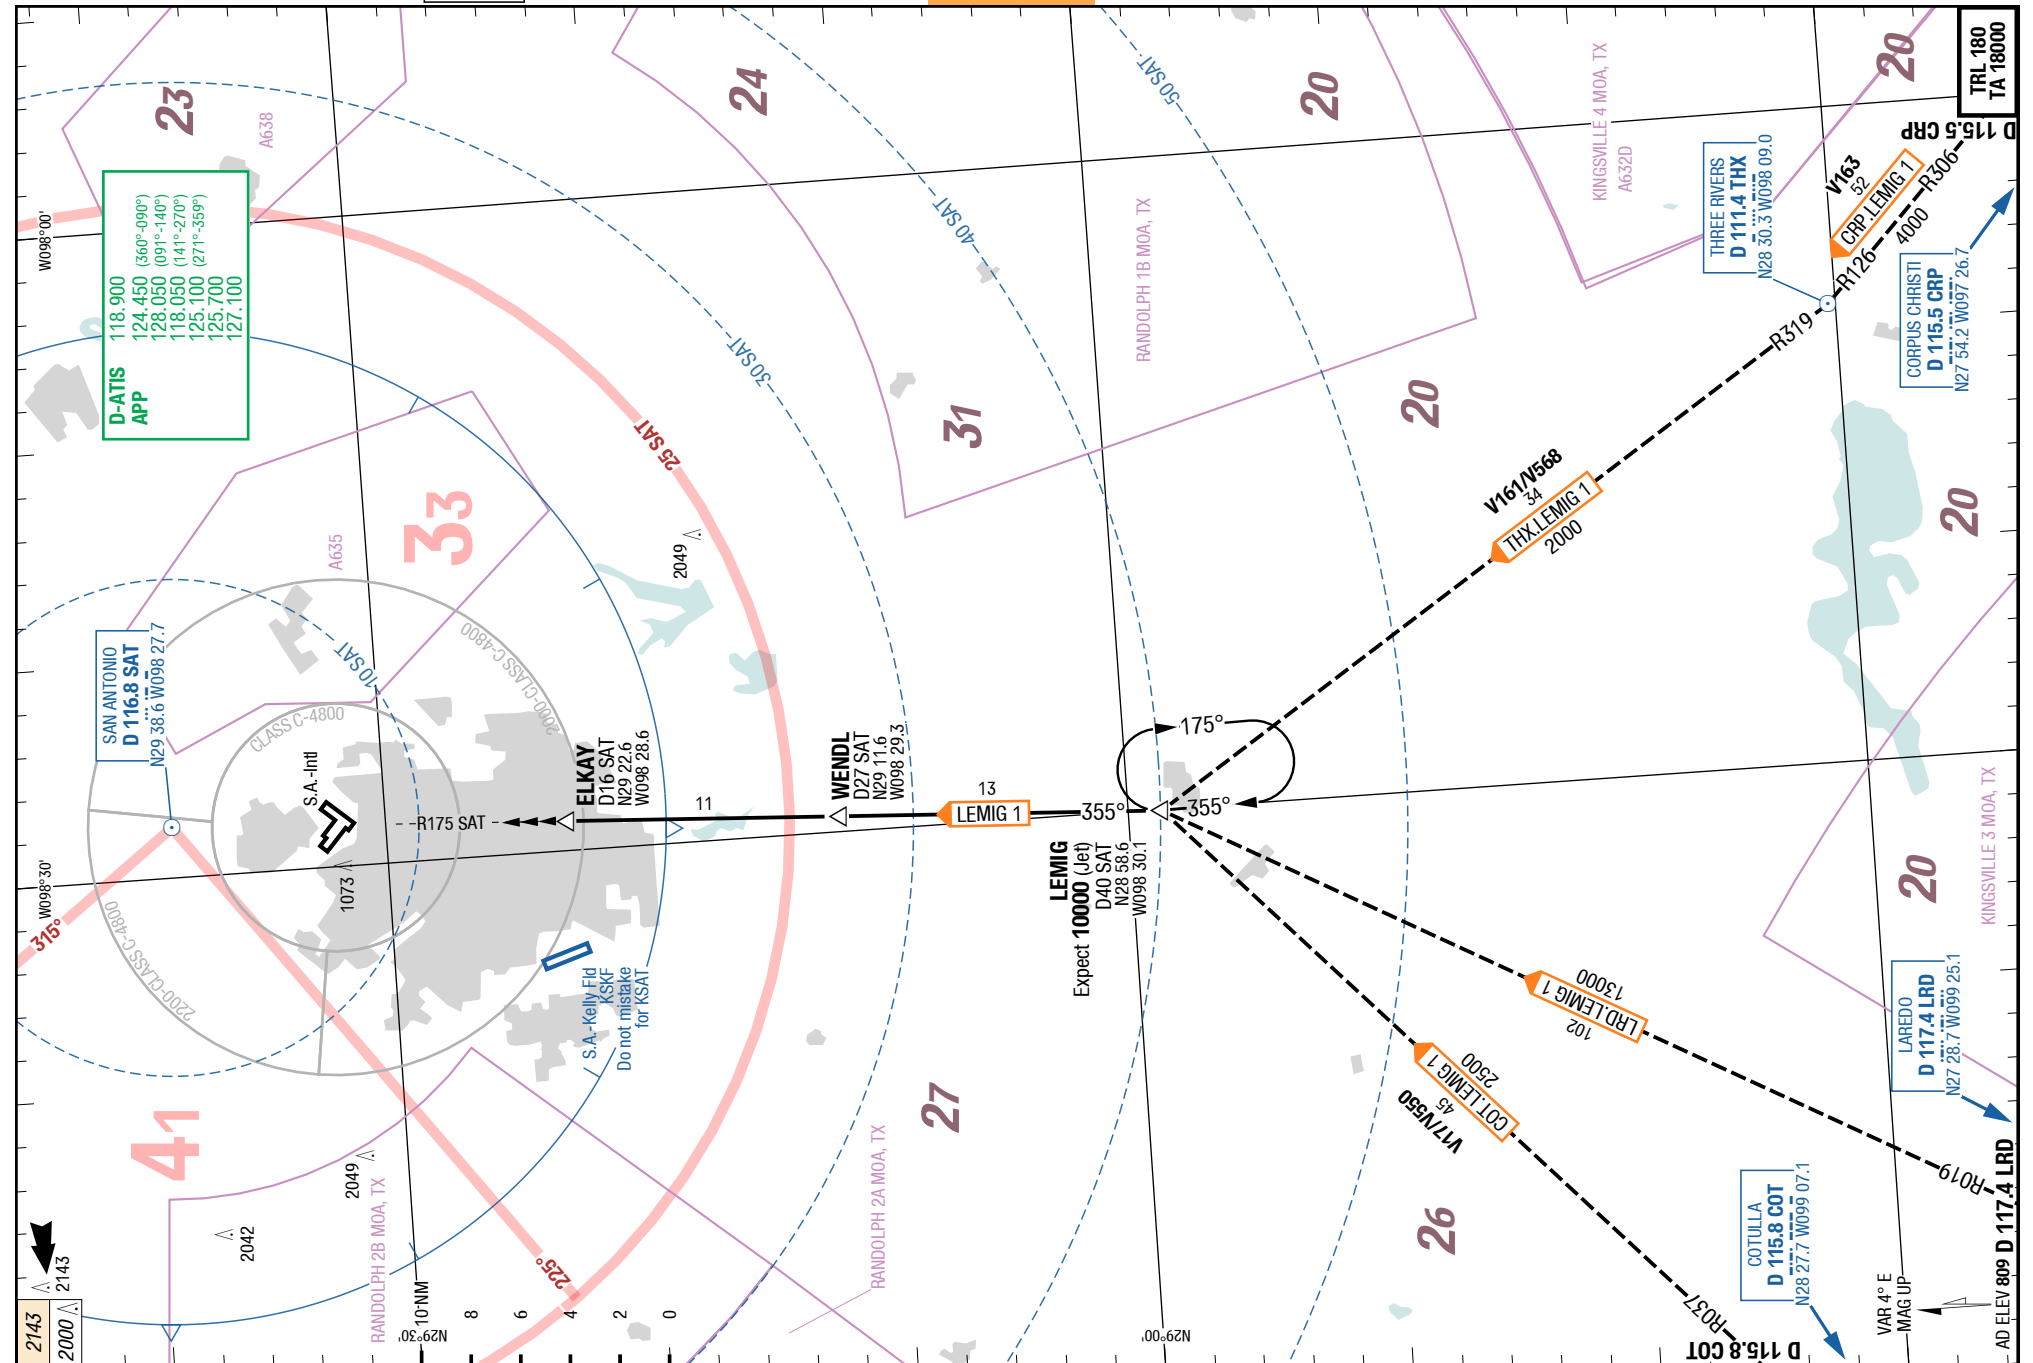 TRL 180
TA 18000
D-ATIS 118.900
APP 124.450 (360°-090°)
128.050 (091°-140°)
118.050 (141°-270°)
125.100 (271°-359°)
125.700
127.100
W098°00'
W098°30'
N29°30'
N29°00'
23
A638
24
20
20
KINGSVILLE 4 MOA, TX
A632D
50 SAT
40 SAT
30 SAT
25 SAT
10 SAT
RANDOLPH 1B MOA, TX
31
20
20
33
A635
2049
THREE RIVERS
D 111.4 THX
N28 30.3 W098 09.0
V163
52
CRP.LEMIG 1
4000
R126
R306
D 115.5 CRP
CORPUS CHRISTI
D 115.5 CRP
N27 54.2 W097 26.7
R319
V161/V568
34
THX.LEMIG 1
2000
SAN ANTONIO
D 116.8 SAT
N29 38.6 W098 27.7
CLASS C-4800
2000-CLASS C-4800
2200-CLASS C-4800
S.A.-Intl
1073
R175 SAT
ELKAY
D16 SAT
N29 22.6
W098 28.6
11
WENDL
D27 SAT
N29 11.6
W098 29.3
13
LEMIG 1
355°
175°
355°
LEMIG
Expect 10000 (Jet)
D40 SAT
N28 58.6
W098 30.1
315°
225°
S.A.-Kelly Fld
KSKF
Do not mistake
for KSAT
41
2049
2042
2143
2143
2000
RANDOLPH 2B MOA, TX
RANDOLPH 2A MOA, TX
27
26
20
KINGSVILLE 3 MOA, TX
LRD.LEMIG 1
13000
102
R019
COT.LEMIG 1
2500
45
V17/V550
R037
D 115.8 COT
LAREDO
D 117.4 LRD
N27 28.7 W099 25.1
COTULLA
D 115.8 COT
N28 27.7 W099 07.1
D 117.4 LRD
VAR 4° E
MAG UP
AD ELEV 809
10 NM
8
6
4
2
0